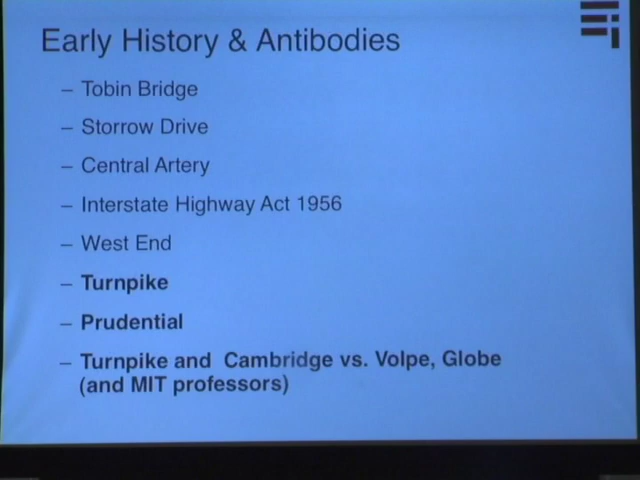 Early History & Antibodies
– Tobin Bridge
– Storrow Drive
– Central Artery
– Interstate Highway Act 1956
– West End
– Turnpike
– Prudential
– Turnpike and Cambridge vs. Volpe, Globe
(and MIT professors)